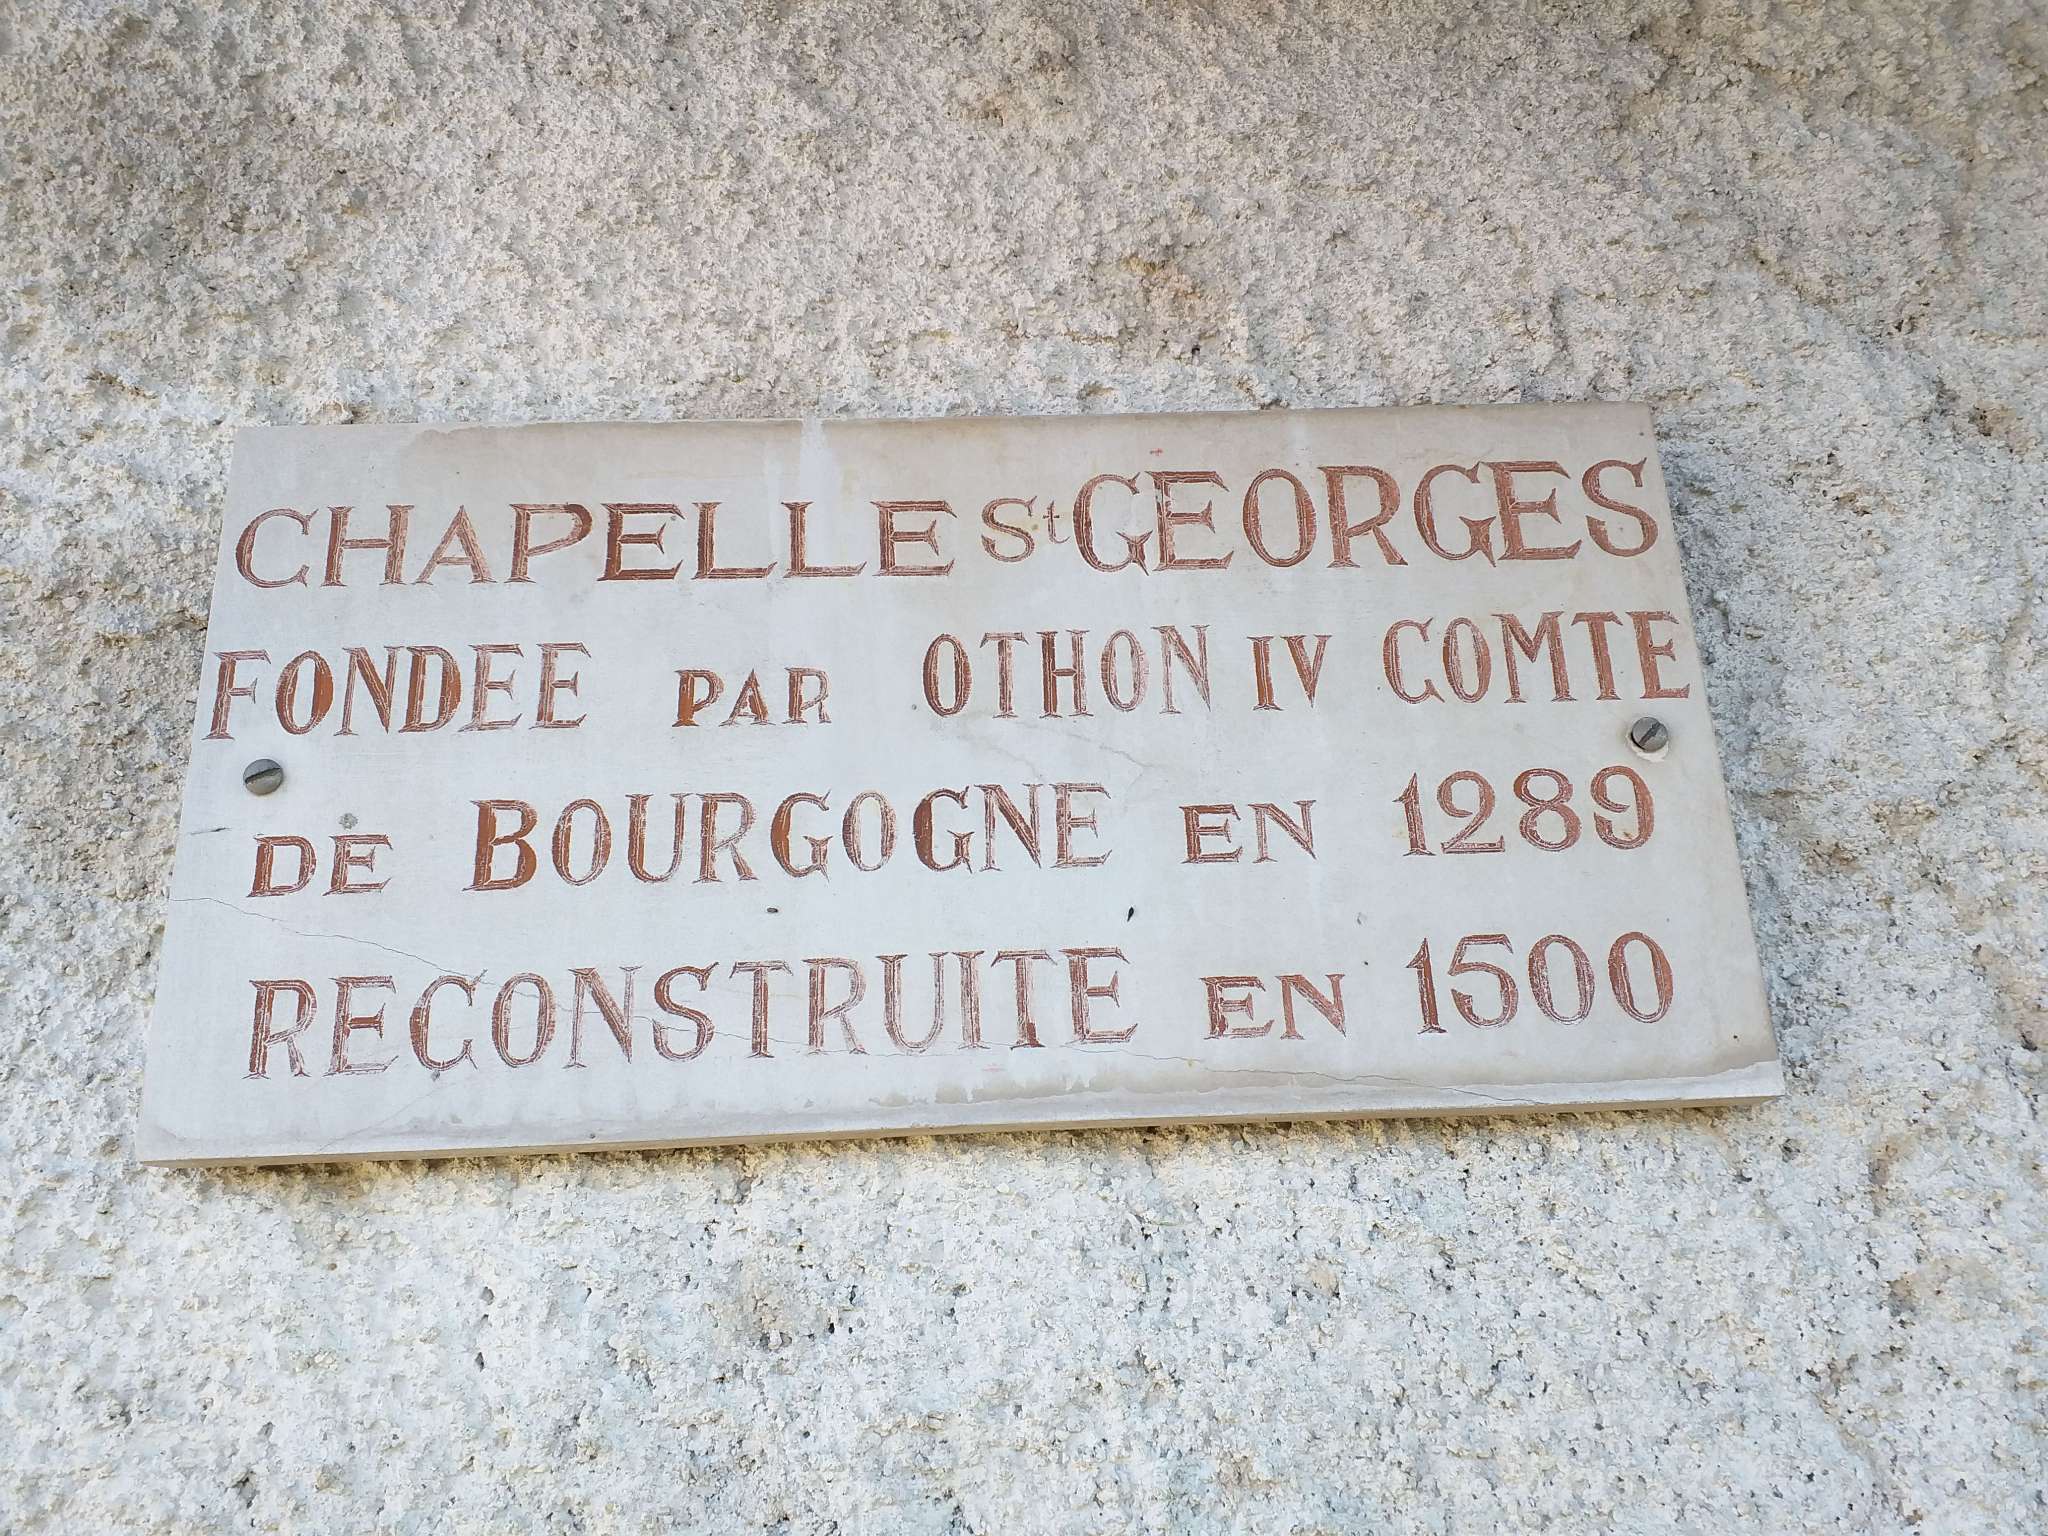 CHAPELLE St GEORGES
FONDEE PAR OTHON IV COMTE
DE BOURGOGNE EN 1289
RECONSTRUITE EN 1500